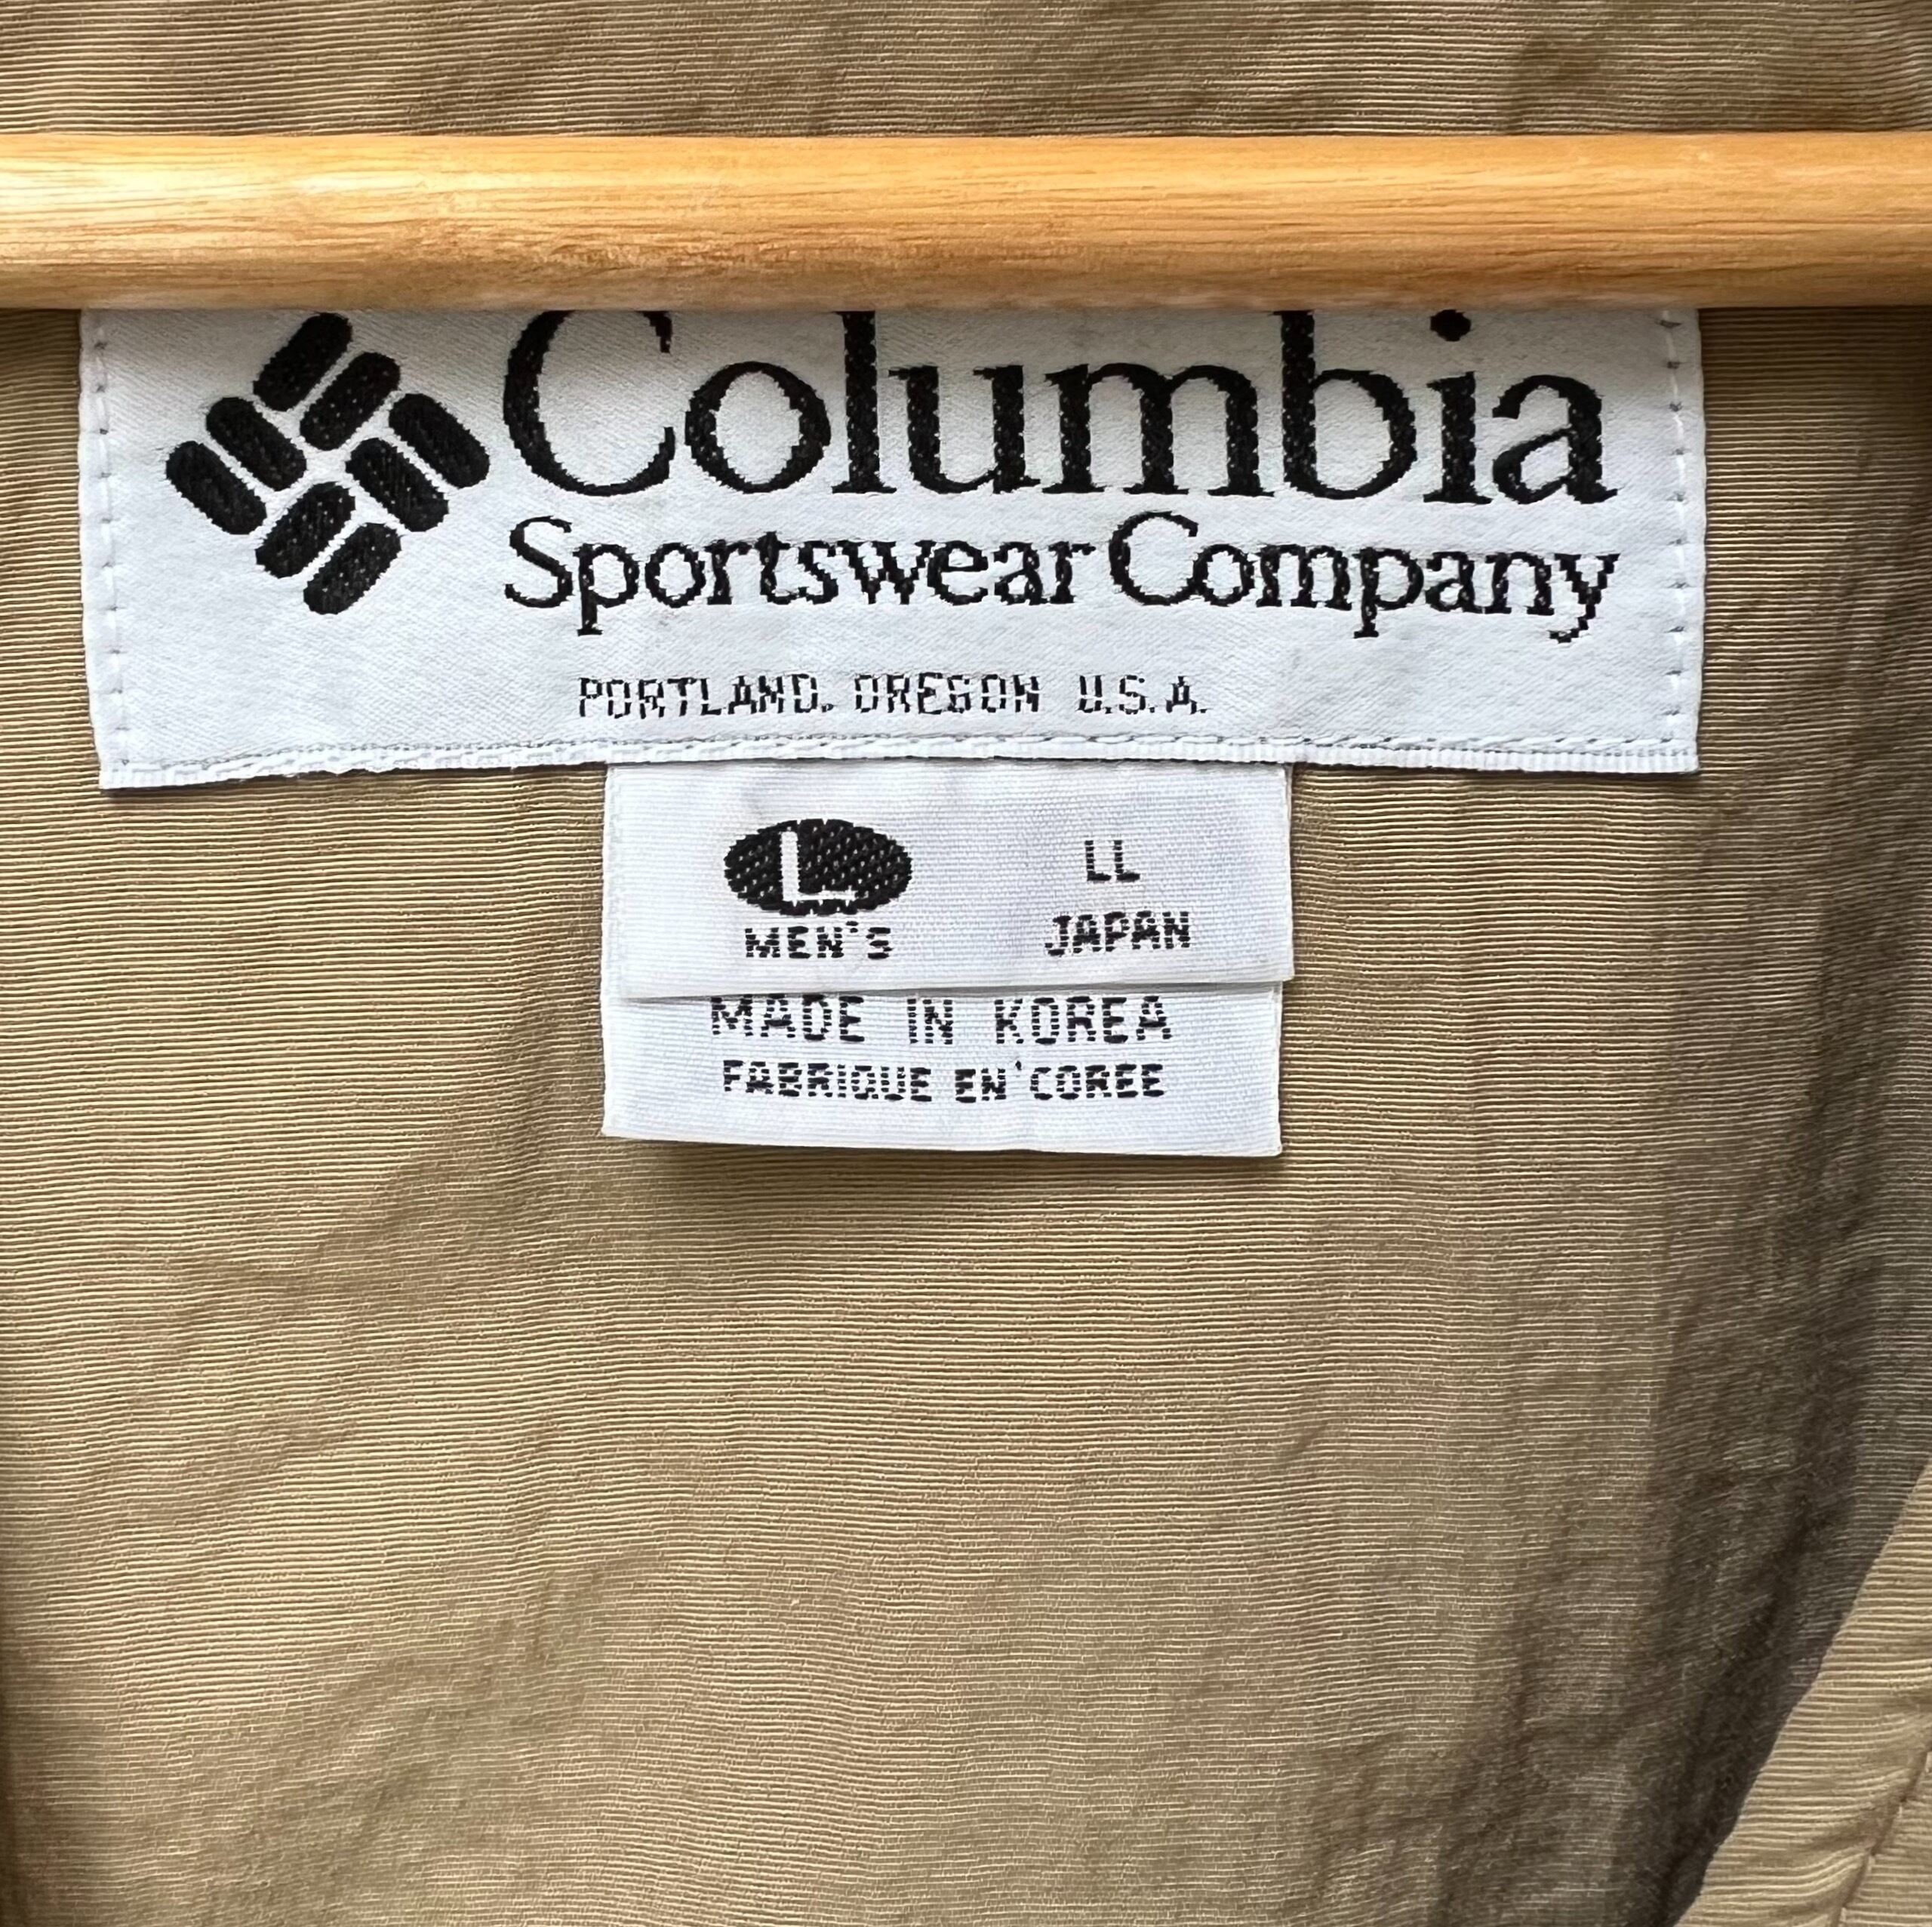 Columbia
Sportswear Company
PORTLAND. OREGON U.S.A.
L LL
MEN'S JAPAN
MADE IN KOREA
FABRIQUE EN'COREE